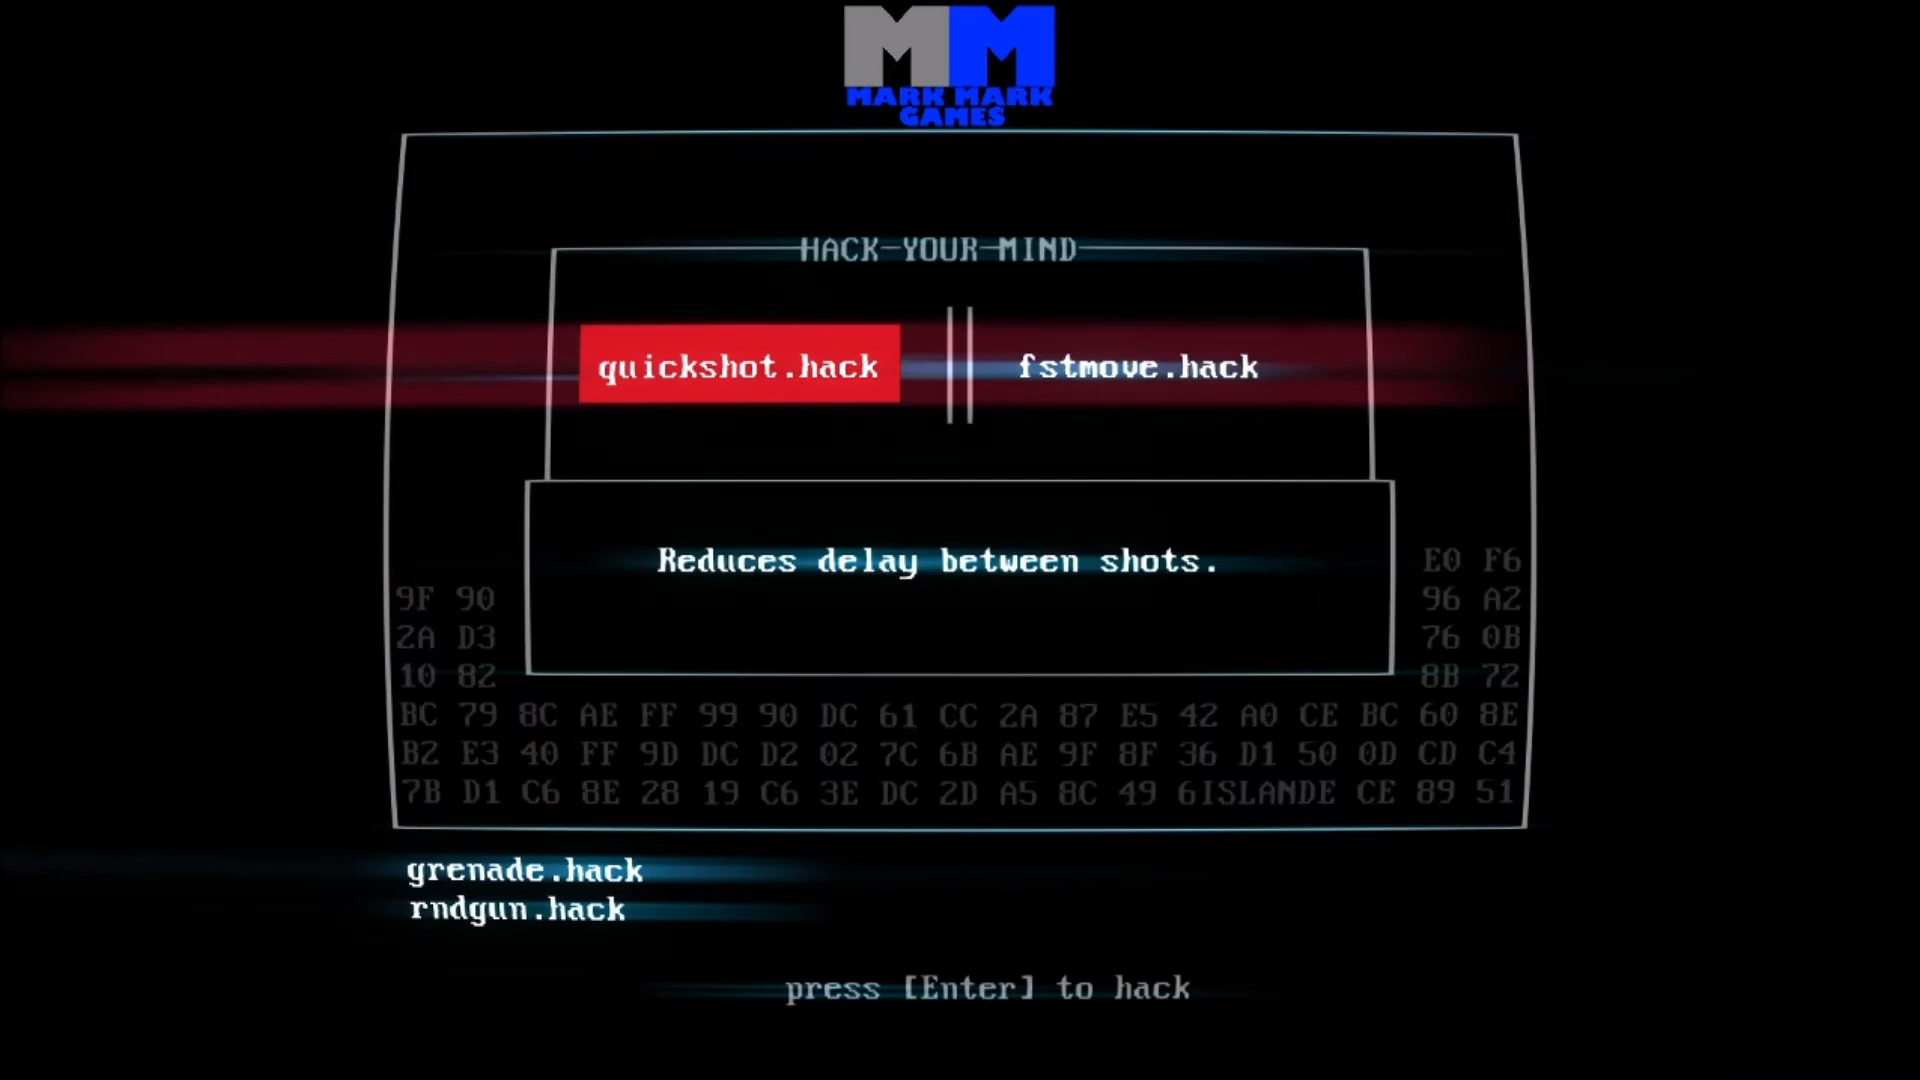 MM
MARK MARK
GAMES
HACK YOUR MIND
quickshot.hack
fstmove.hack
Reduces delay between shots.
E0 F6
9F 90
96 A2
2A D3
76 0B
10 82
8B 72
BC 79 8C AE FF 99 90 DC 61 CC 2A 87 E5 42 A0 CE BC 60 8E
B2 E3 40 FF 9D DC D2 02 7C 6B AE 9F 8F 36 D1 50 0D CD C4
7B D1 C6 8E 28 19 C6 3E DC 2D A5 8C 49 6ISLANDE CE 89 51
grenade.hack
rndgun.hack
press [Enter] to hack